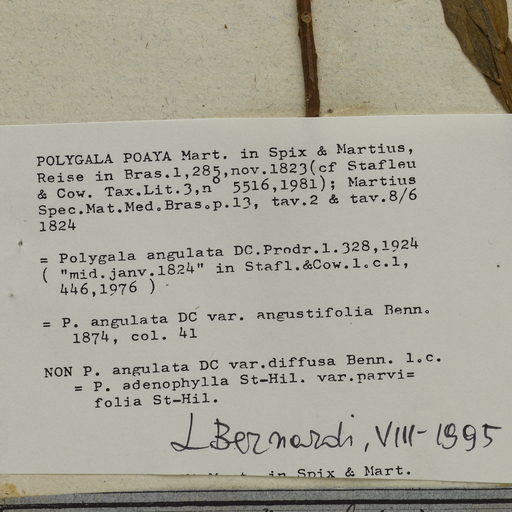 POLYGALA POAYA Mart. in Spix & Martius,
Reise in Bras.1,285,nov.1823(cf Stafleu
& Cow. Tax.Lit.3,n° 5516,1981); Martius
Spec.Mat.Med.Bras.p.13, tav.2 & tav.8/6
1824
= Polygala angulata DC.Prodr.1.328,1924
( "mid.janv.1824" in Stafl.&Cow.l.c.1,
446,1976 )
= P. angulata DC var. angustifolia Benn.
1874, col. 41
NON P. angulata DC var.diffusa Benn. l.c.
= P. adenophylla St-Hil. var.parvi=
folia St-Hil.
L Bernardi, VIII-1995
in Spix & Mart.